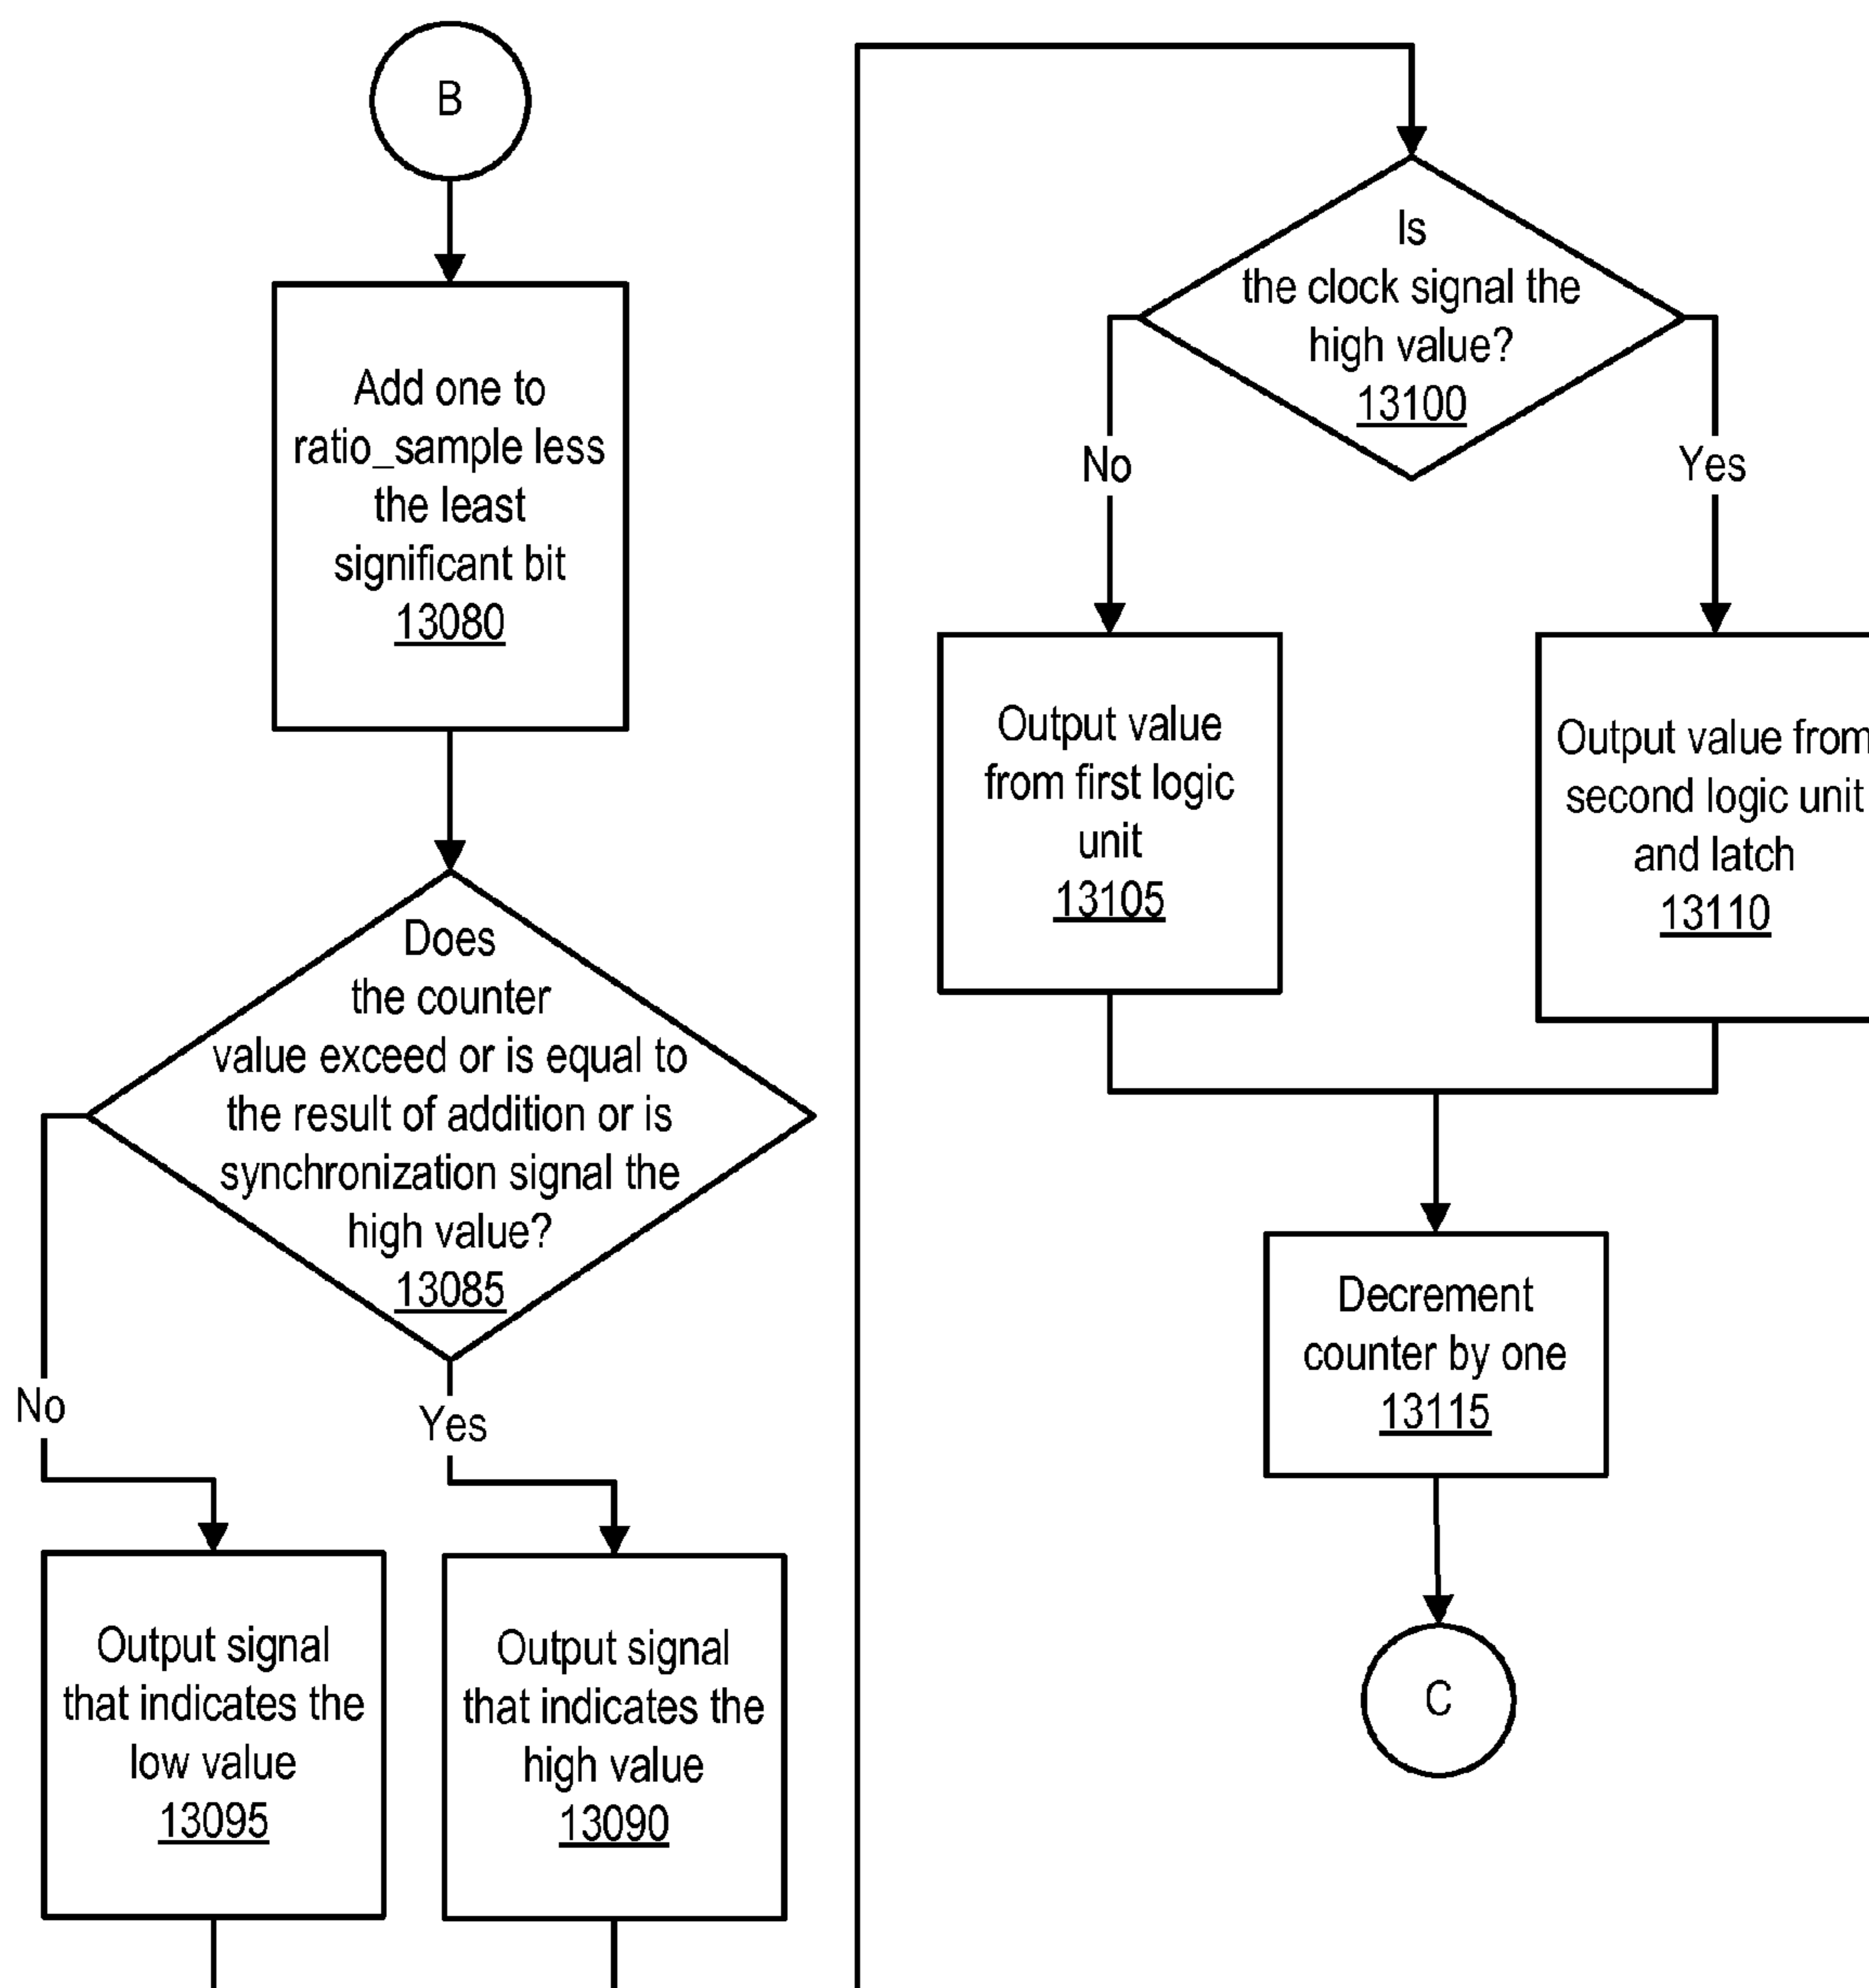 B
Add one to
ratio_sample less
the least
significant bit
13080
Does
the counter
value exceed or is equal to
the result of addition or is
synchronization signal the
high value?
13085
No
Yes
Output signal
that indicates the
low value
13095
Output signal
that indicates the
high value
13090
Is
the clock signal the
high value?
13100
No
Yes
Output value
from first logic
unit
13105
Output value from
second logic unit
and latch
13110
Decrement
counter by one
13115
C